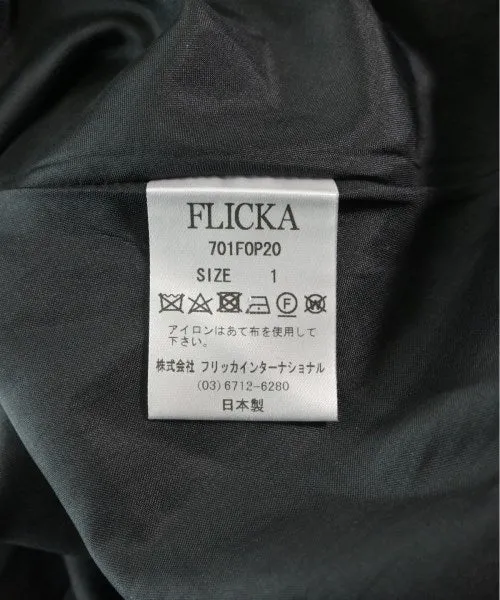 FLICKA
701FOP20
SIZE 1
アイロンはあて布を使用して
下さい。
株式会社 フリッカインターナショナル
(03) 6712-6280
日本製